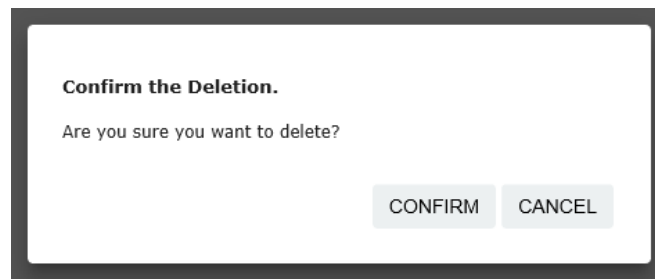 Confirm the Deletion.
Are you sure you want to delete?
CONFIRM CANCEL